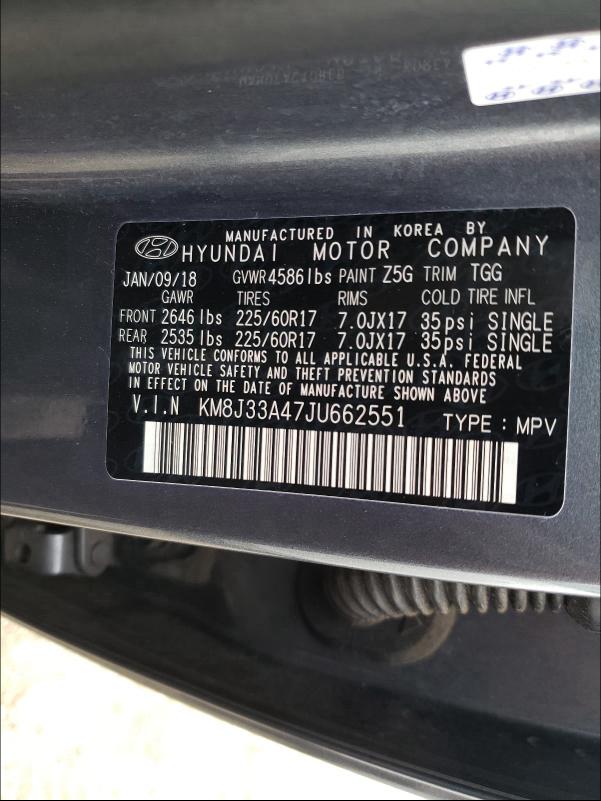 MANUFACTURED IN KOREA BY
HYUNDAI MOTOR COMPANY
JAN/09/18 GVWR4586lbs PAINT Z5G TRIM TGG
GAWR TIRES RIMS COLD TIRE INFL
FRONT 2646lbs 225/60R17 7.0JX17 35psi SINGLE
REAR 2535lbs 225/60R17 7.0JX17 35psi SINGLE
THIS VEHICLE CONFORMS TO ALL APPLICABLE U.S.A. FEDERAL
MOTOR VEHICLE SAFETY AND THEFT PREVENTION STANDARDS
IN EFFECT ON THE DATE OF MANUFACTURE SHOWN ABOVE
V.I.N KM8J33A47JU662551 TYPE : MPV